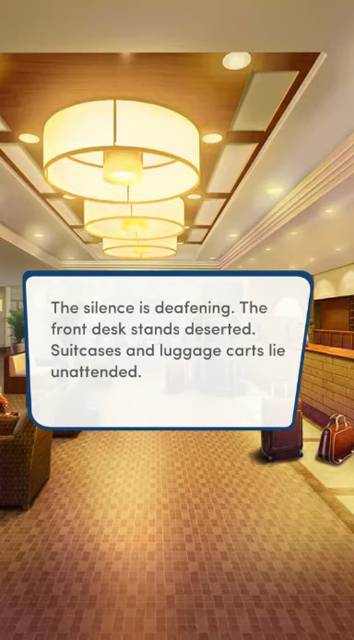 The silence is deafening. The
front desk stands deserted.
Suitcases and luggage carts lie
unattended.